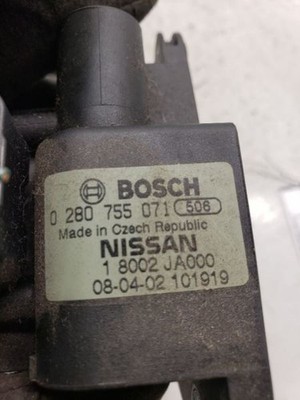 BOSCH
0 280 755 071 506
Made in Czech Republic
NISSAN
1 8002 JA000
08-04-02 101919